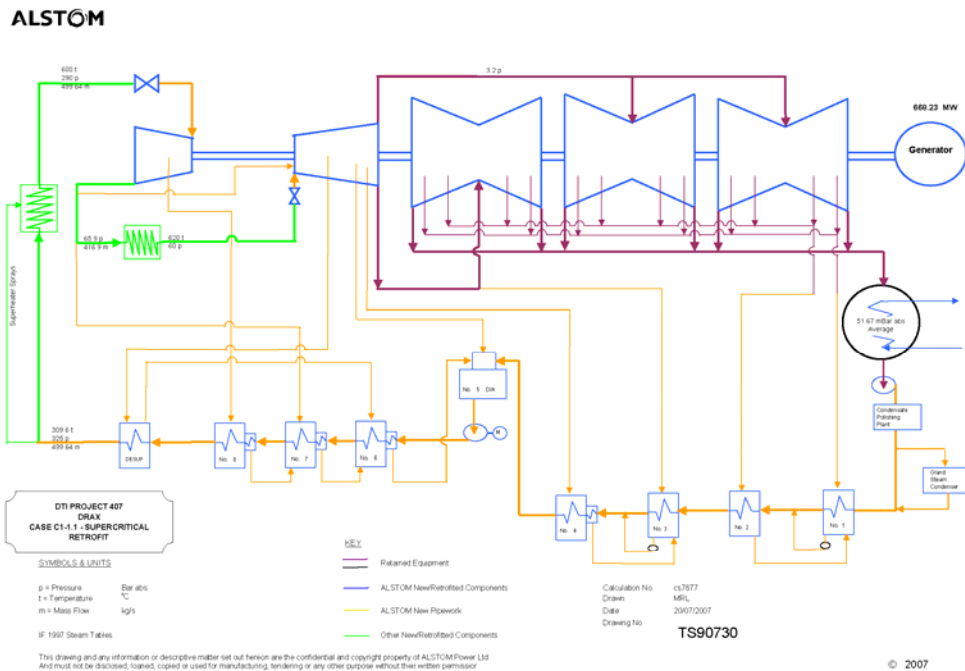 ALSTOM
600 t
290 p
499.64 m
3.2 p
668.23 MW
Generator
65.9 p
416.9 m
620 t
60 p
Superheater Sprays
51.67 mBar abs
Average
No. 5 D/A
M
309.6 t
325 p
499.64 m
DESUP
No. 8
No. 7
No. 6
Condensate
Polishing
Plant
Gland
Steam
Condenser
No. 4
No. 3
No. 2
No. 1
DTI PROJECT 407
DRAX
CASE C1-1.1 - SUPERCRITICAL
RETROFIT
SYMBOLS & UNITS
p = Pressure Bar abs
t = Temperature °C
m = Mass Flow kg/s
IF 1997 Steam Tables
KEY
Retained Equipment
ALSTOM New/Retrofitted Components
ALSTOM New Pipework
Other New/Retrofitted Components
Calculation No. cs7677
Drawn MRL
Date 20/07/2007
Drawing No TS90730
This drawing and any information or descriptive matter set out hereon are the confidential and copyright property of ALSTOM Power Ltd
And must not be disclosed, loaned, copied or used for manufacturing, tendering or any other purpose without their written permissior
© 2007